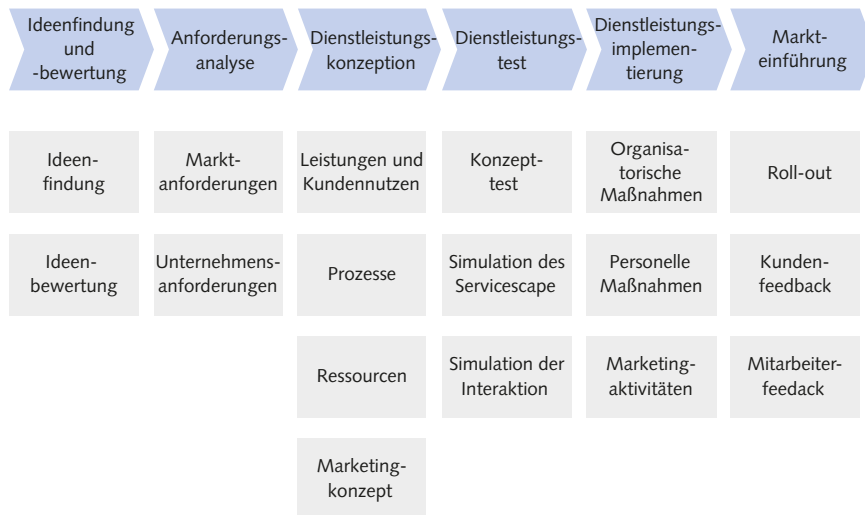 Ideenfindung
und
-bewertung
Anforderungs-
analyse
Dienstleistungs-
konzeption
Dienstleistungs-
test
Dienstleistungs-
implemen-
tierung
Markt-
einführung
Ideen-
findung
Markt-
anforderungen
Leistungen und
Kundennutzen
Konzept-
test
Organisa-
torische
Maßnahmen
Roll-out
Ideen-
bewertung
Unternehmens-
anforderungen
Prozesse
Simulation des
Servicescape
Personelle
Maßnahmen
Kunden-
feedback
Ressourcen
Simulation der
Interaktion
Marketing-
aktivitäten
Mitarbeiter-
feedack
Marketing-
konzept